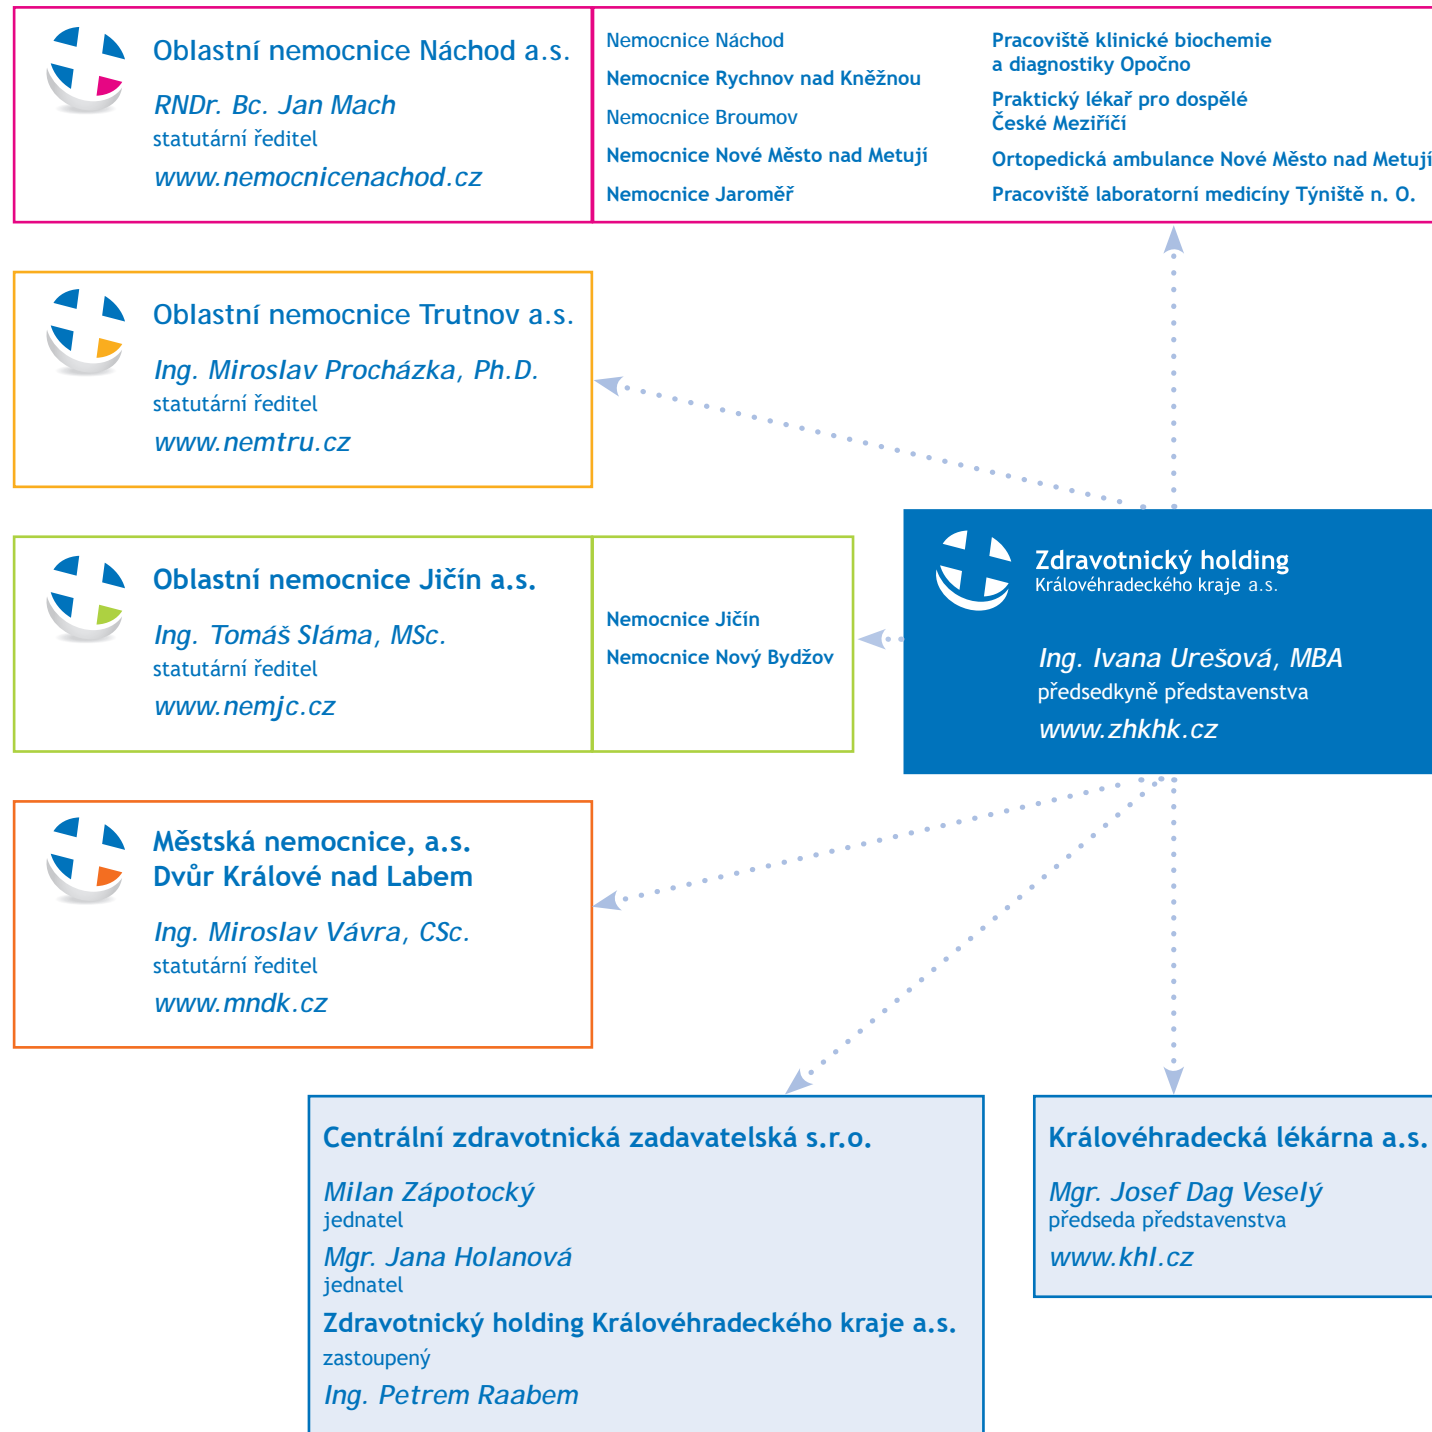 Oblastní nemocnice Náchod a.s.
RNDr. Bc. Jan Mach
statutární ředitel
www.nemocnicenachod.cz
Nemocnice Náchod
Nemocnice Rychnov nad Kněžnou
Nemocnice Broumov
Nemocnice Nové Město nad Metují
Nemocnice Jaroměř
Pracoviště klinické biochemie
a diagnostiky Opočno
Praktický lékař pro dospělé
České Meziříčí
Ortopedická ambulance Nové Město nad Metují
Pracoviště laboratorní medicíny Týniště n. O.
Oblastní nemocnice Trutnov a.s.
Ing. Miroslav Procházka, Ph.D.
statutární ředitel
www.nemtru.cz
Oblastní nemocnice Jičín a.s.
Ing. Tomáš Sláma, MSc.
statutární ředitel
www.nemjc.cz
Nemocnice Jičín
Nemocnice Nový Bydžov
Zdravotnický holding
Královéhradeckého kraje a.s.
Ing. Ivana Urešová, MBA
předsedkyně představenstva
www.zhkhk.cz
Městská nemocnice, a.s.
Dvůr Králové nad Labem
Ing. Miroslav Vávra, CSc.
statutární ředitel
www.mndk.cz
Centrální zdravotnická zadavatelská s.r.o.
Milan Zápotocký
jednatel
Mgr. Jana Holanová
jednatel
Zdravotnický holding Královéhradeckého kraje a.s.
zastoupený
Ing. Petrem Raabem
Královéhradecká lékárna a.s.
Mgr. Josef Dag Veselý
předseda představenstva
www.khl.cz